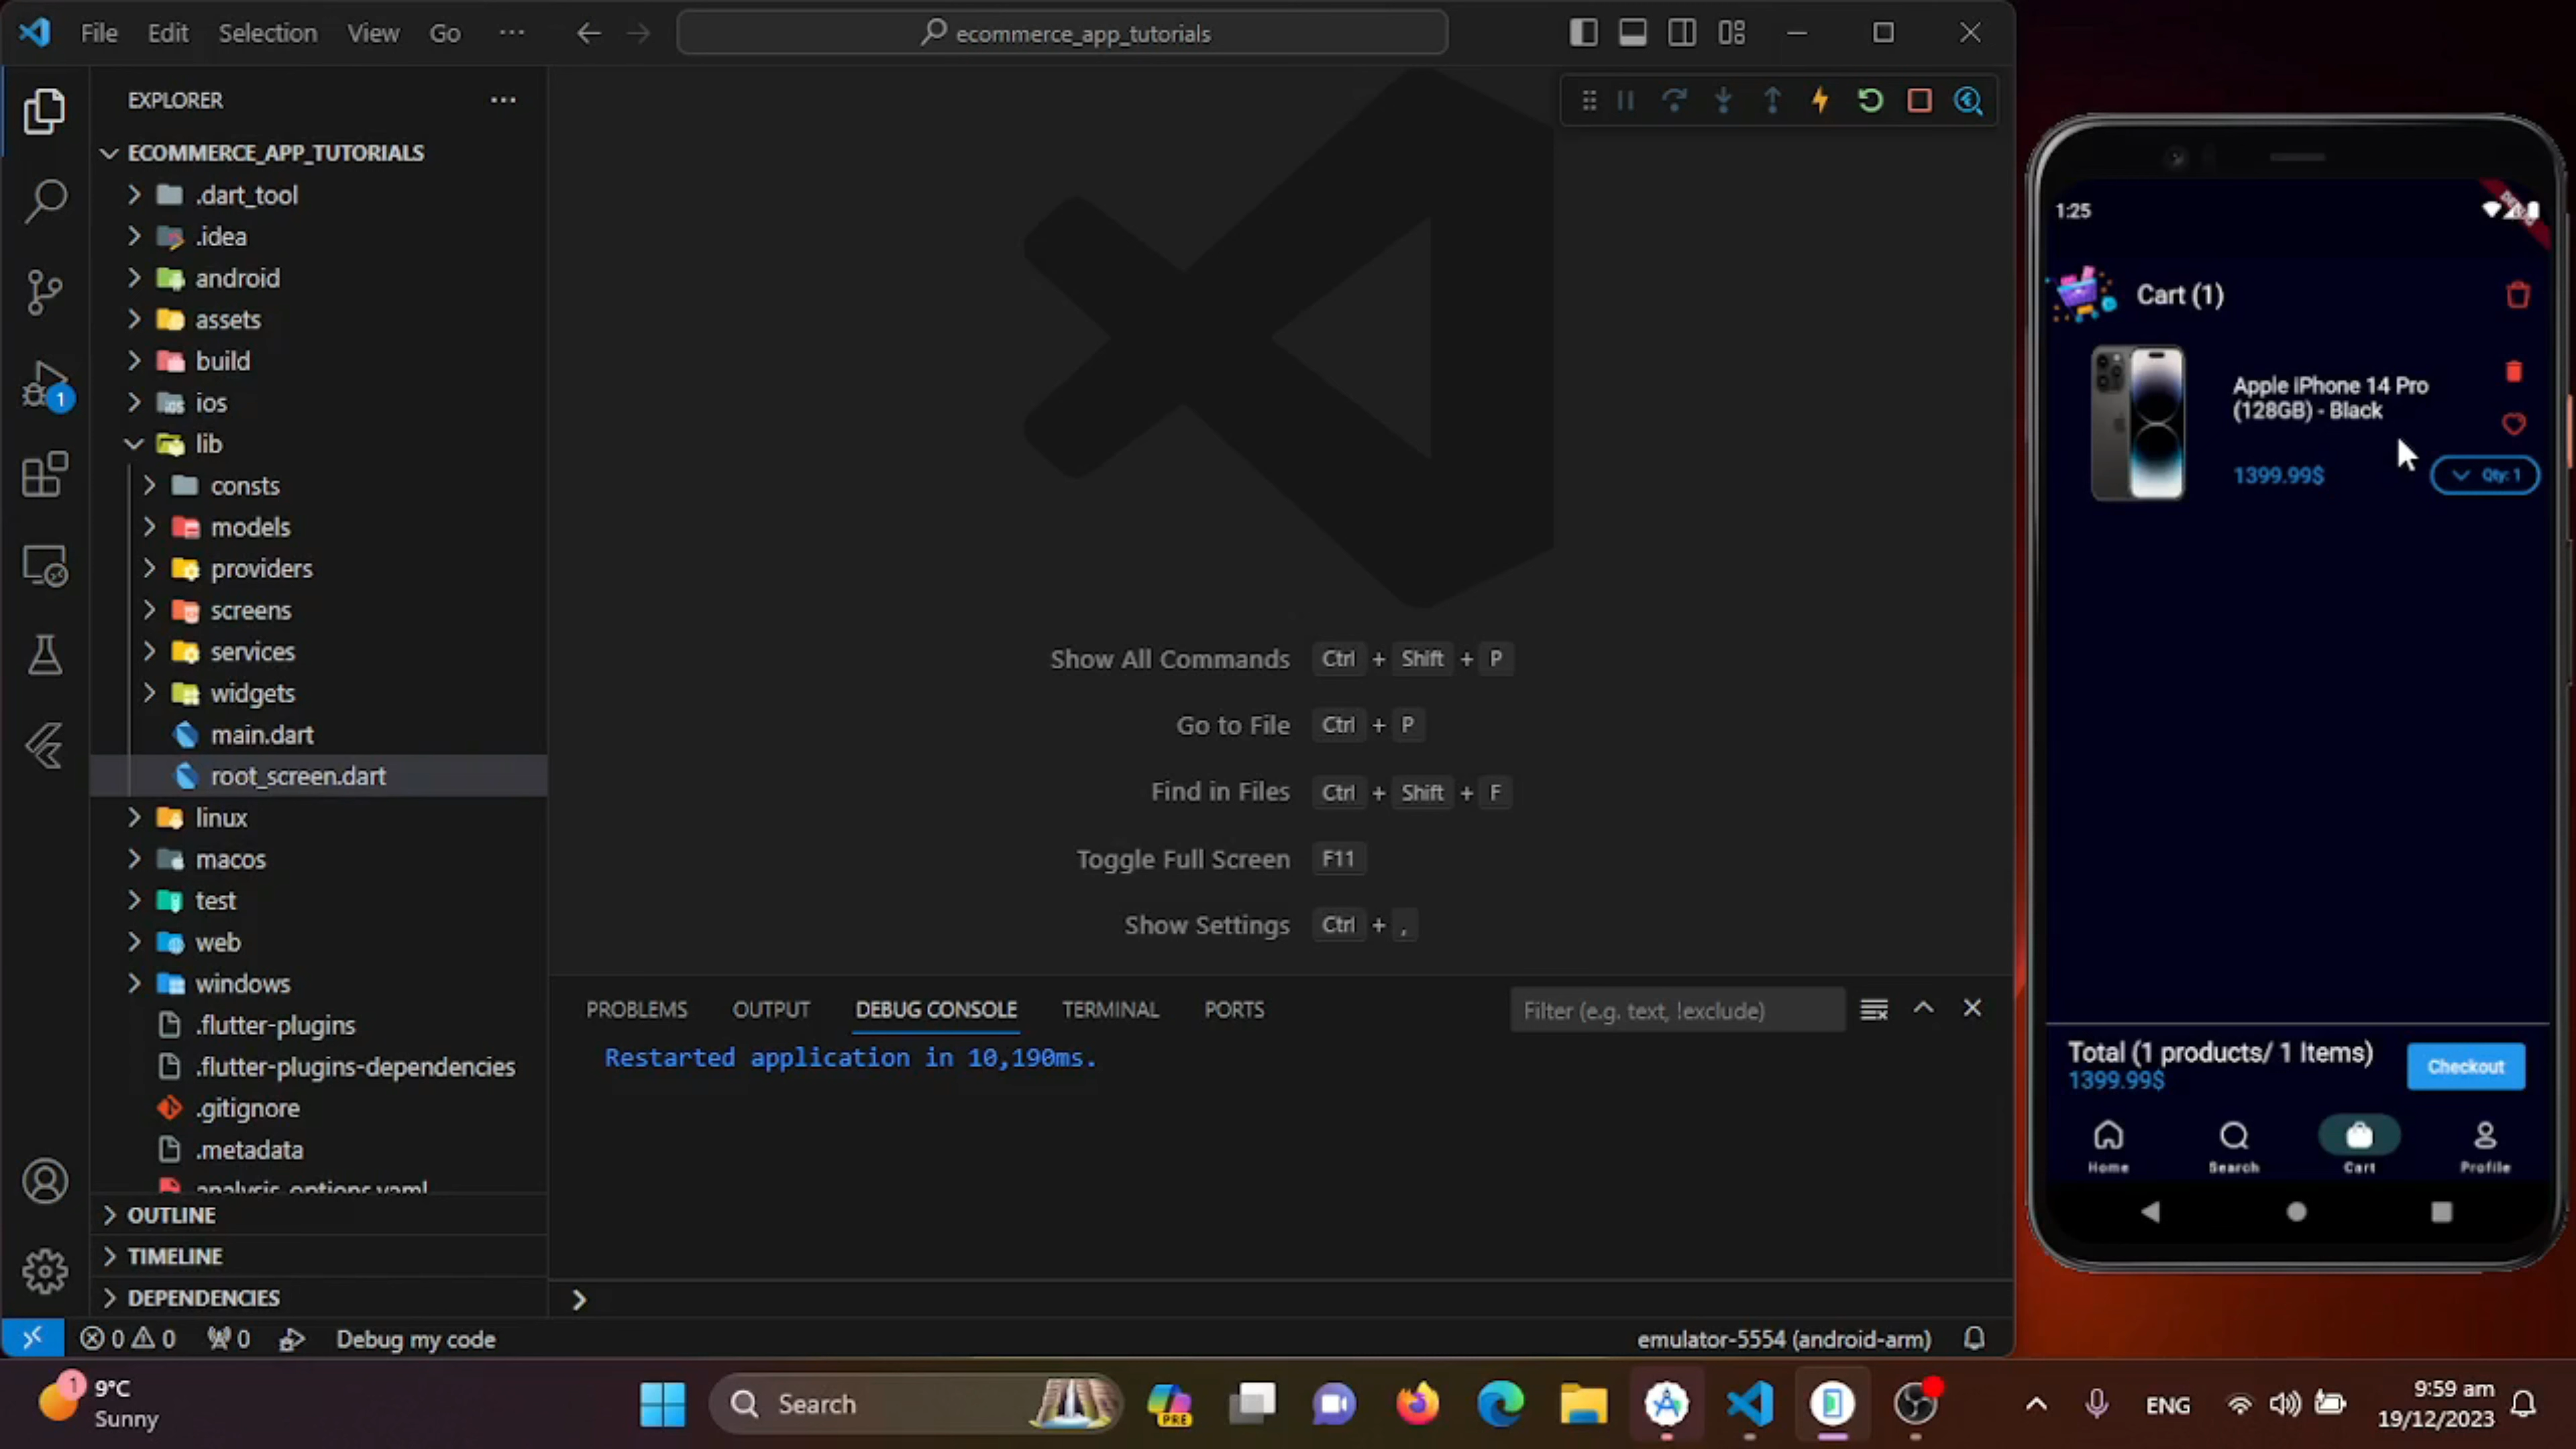 File Edit Selection View Go ···
ecommerce_app_tutorials
EXPLORER
ECOMMERCE_APP_TUTORIALS
.dart_tool
.idea
android
assets
build
ios
lib
consts
models
providers
screens
services
widgets
main.dart
root_screen.dart
linux
macos
test
web
windows
.flutter-plugins
.flutter-plugins-dependencies
.gitignore
.metadata
analysis_options.yaml
OUTLINE
TIMELINE
DEPENDENCIES
1
Show All Commands Ctrl + Shift + P
Go to File Ctrl + P
Find in Files Ctrl + Shift + F
Toggle Full Screen F11
Show Settings Ctrl + ,
PROBLEMS OUTPUT DEBUG CONSOLE TERMINAL PORTS
Filter (e.g. text, !exclude)
Restarted application in 10,190ms.
0 0 0 Debug my code
emulator-5554 (android-arm)
1:25
Cart (1)
Apple iPhone 14 Pro
(128GB) - Black
1399.99$
Qty: 1
Total (1 products/ 1 Items)
1399.99$
Checkout
Home Search Cart Profile
1
9°C
Sunny
Search
PRE
ENG
9:59 am
19/12/2023